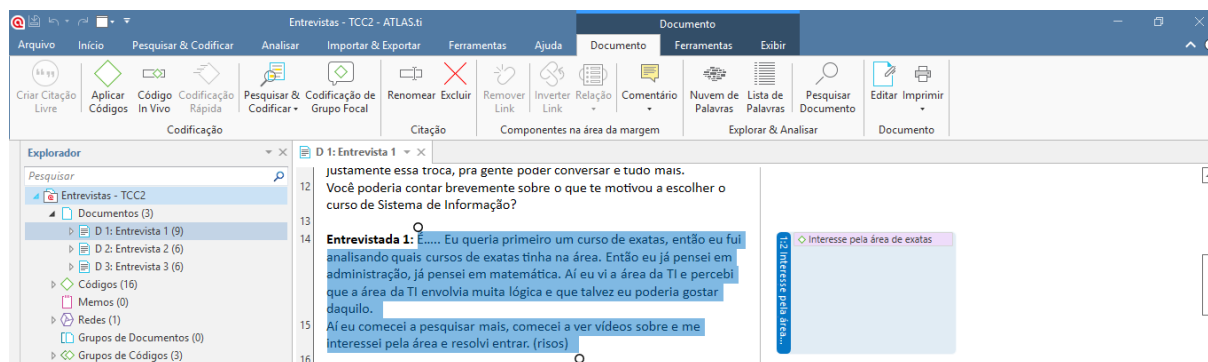 Entrevistas - TCC2 - ATLAS.ti
Documento
Arquivo Início Pesquisar & Codificar Analisar Importar & Exportar Ferramentas Ajuda Documento Ferramentas Exibir
Criar Citação Livre
Aplicar Códigos
Código In Vivo
Codificação Rápida
Pesquisar & Codificar
Codificação de Grupo Focal
Renomear
Excluir
Remover Link
Inverter Link
Relação
Comentário
Nuvem de Palavras
Lista de Palavras
Pesquisar Documento
Editar
Imprimir
Codificação
Citação
Componentes na área da margem
Explorar & Analisar
Documento
Explorador
Pesquisar
Entrevistas - TCC2
Documentos (3)
D 1: Entrevista 1 (9)
D 2: Entrevista 2 (6)
D 3: Entrevista 3 (6)
Códigos (16)
Memos (0)
Redes (1)
Grupos de Documentos (0)
Grupos de Códigos (3)
D 1: Entrevista 1
justamente essa troca, pra gente poder conversar e tudo mais.
12 Você poderia contar brevemente sobre o que te motivou a escolher o
curso de Sistema de Informação?
13
14 Entrevistada 1: É..... Eu queria primeiro um curso de exatas, então eu fui
analisando quais cursos de exatas tinha na área. Então eu já pensei em
administração, já pensei em matemática. Aí eu vi a área da TI e percebi
que a área da TI envolvia muita lógica e que talvez eu poderia gostar
daquilo.
15 Aí eu comecei a pesquisar mais, comecei a ver vídeos sobre e me
interessei pela área e resolvi entrar. (risos)
16
1:2 Interesse pela área...
Interesse pela área de exatas